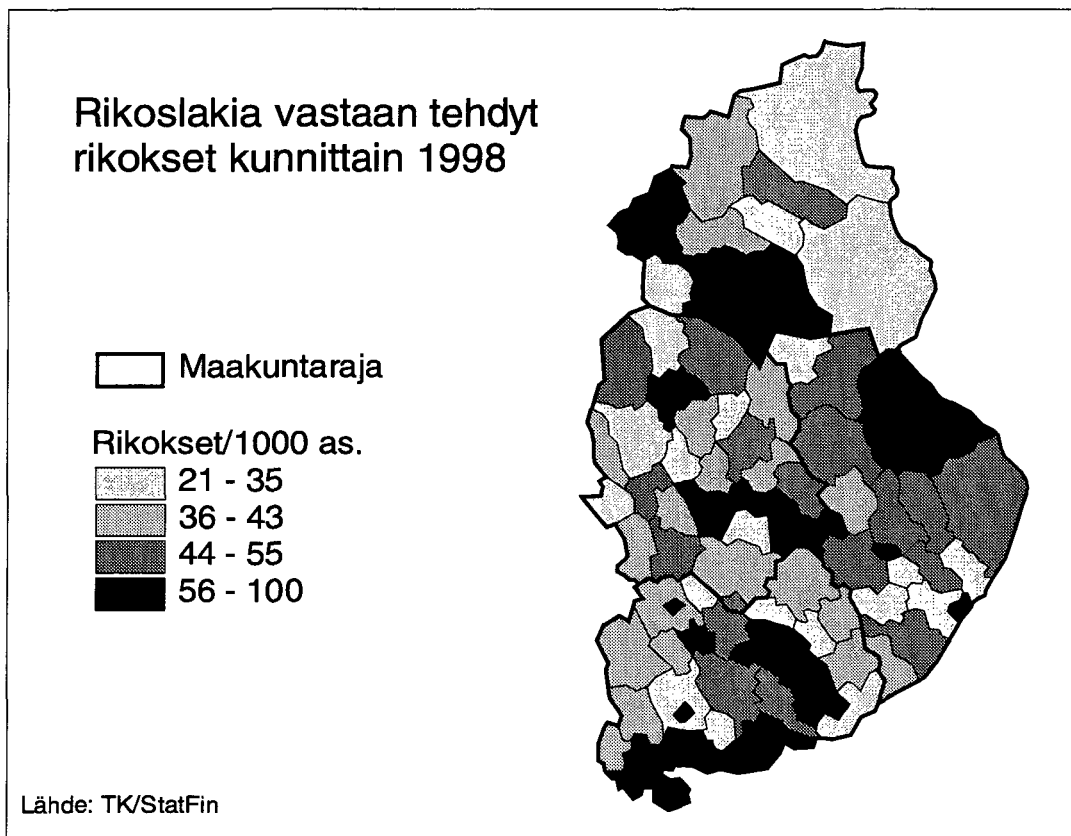 Rikoslakia vastaan tehdyt
rikokset kunnittain 1998
Maakuntaraja
Rikokset/1000 as.
21 - 35
36 - 43
44 - 55
56 - 100
Lähde: TK/StatFin